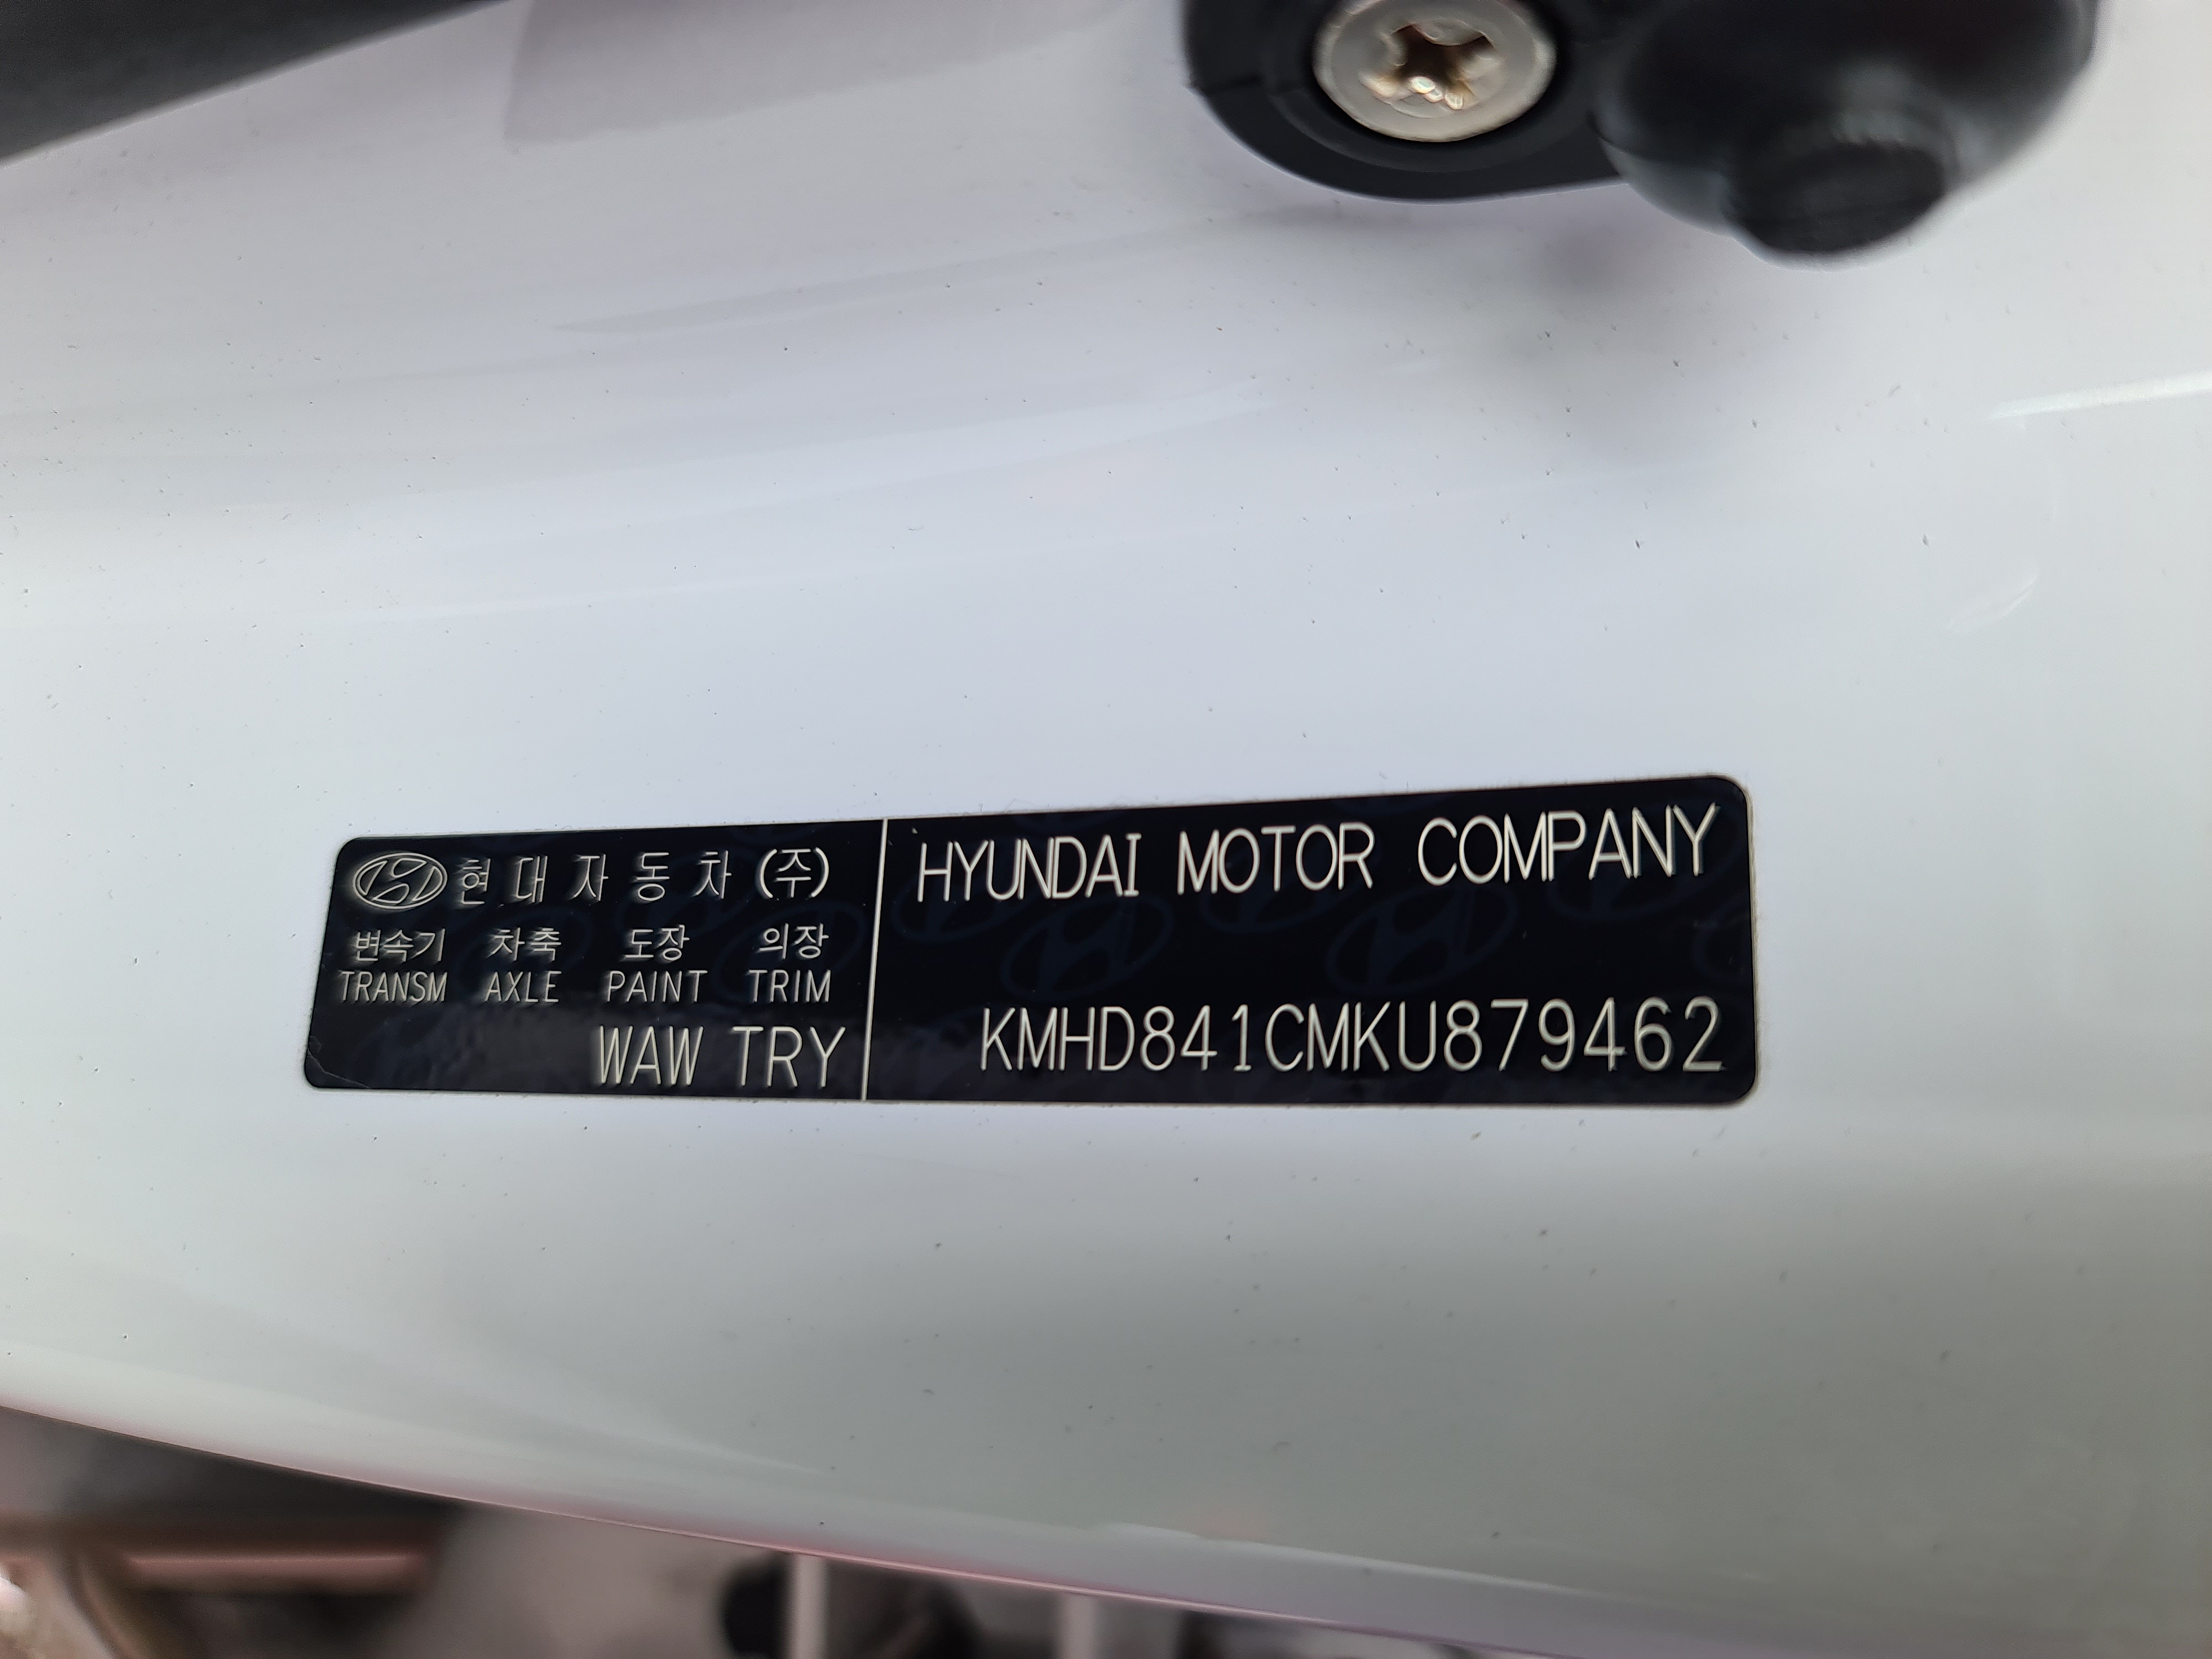 현대자동차(주)
변속기 차축 도장 의장
TRANSM AXLE PAINT TRIM
WAW TRY
HYUNDAI MOTOR COMPANY
KMHD841CMKU879462